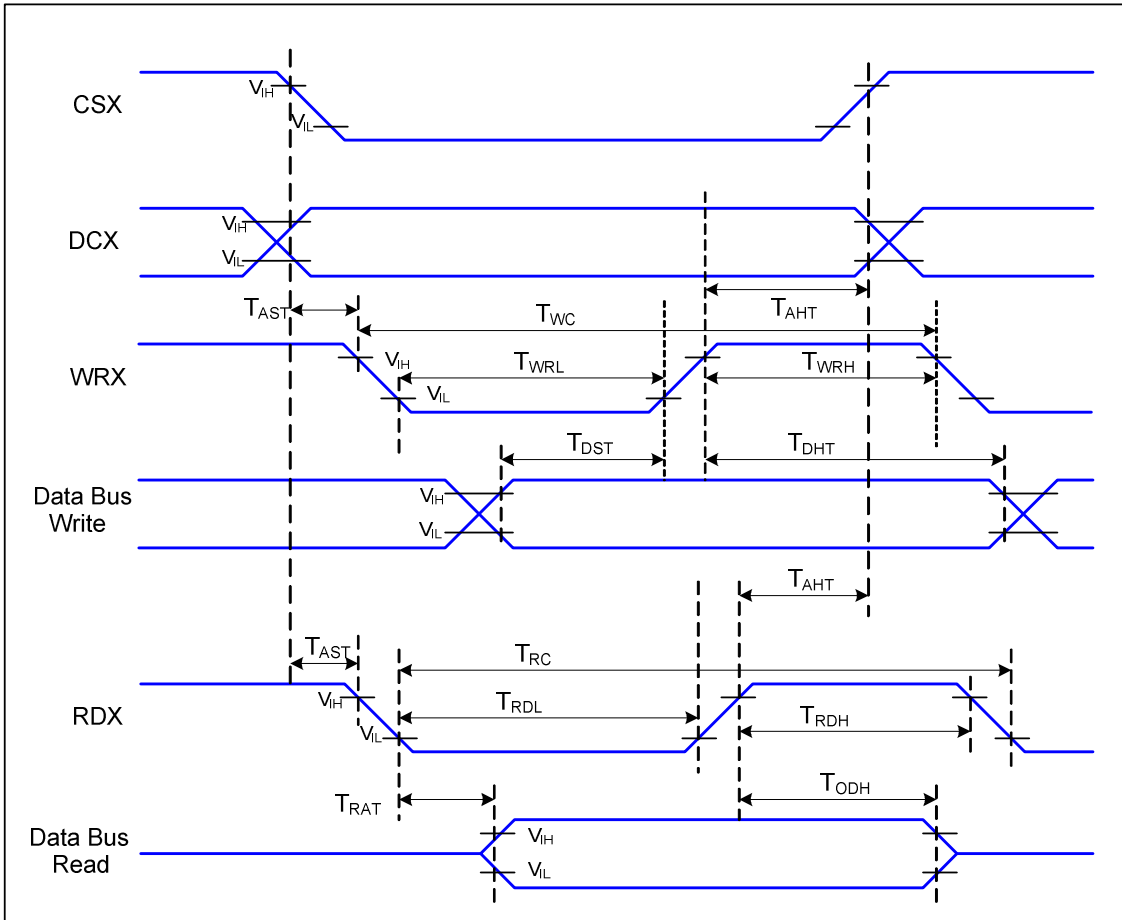 CSX
VIH
VIL
DCX
VIH
VIL
TAST
TWC
TAHT
WRX
VIH
VIL
TWRL
TWRH
TDST
TDHT
Data Bus
Write
VIH
VIL
TAHT
TAST
TRC
RDX
VIH
VIL
TRDL
TRDH
TRAT
TODH
Data Bus
Read
VIH
VIL